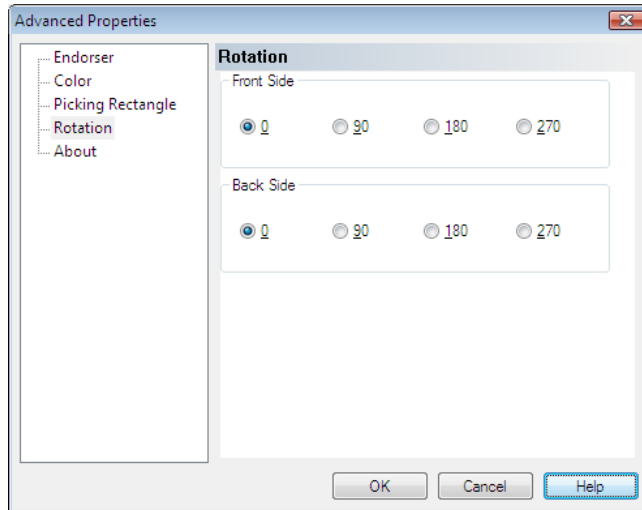 Advanced Properties
Endorser
Color
Picking Rectangle
Rotation
About
Rotation
Front Side
0 90 180 270
Back Side
0 90 180 270
OK Cancel Help